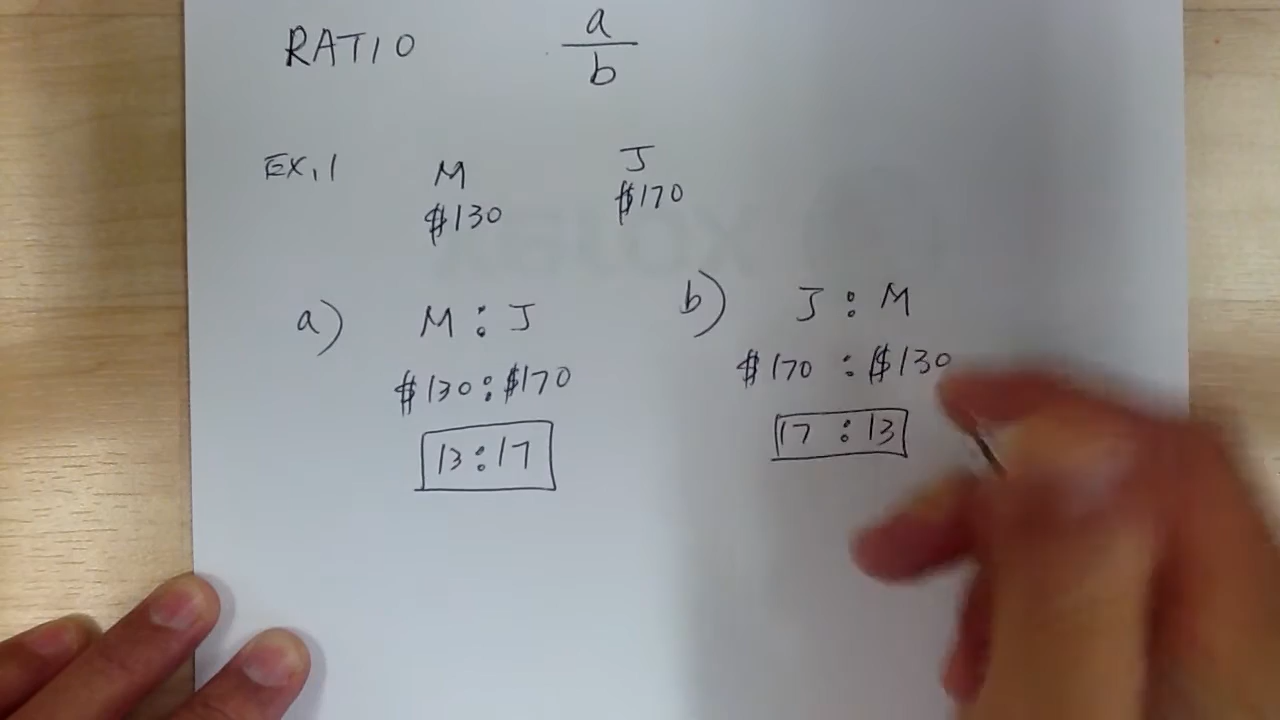 RATIO
a
b
EX.1
M J
$130 $170
a) M : J
$130 : $170
13 : 17
b) J : M
$170 : $130
17 : 13